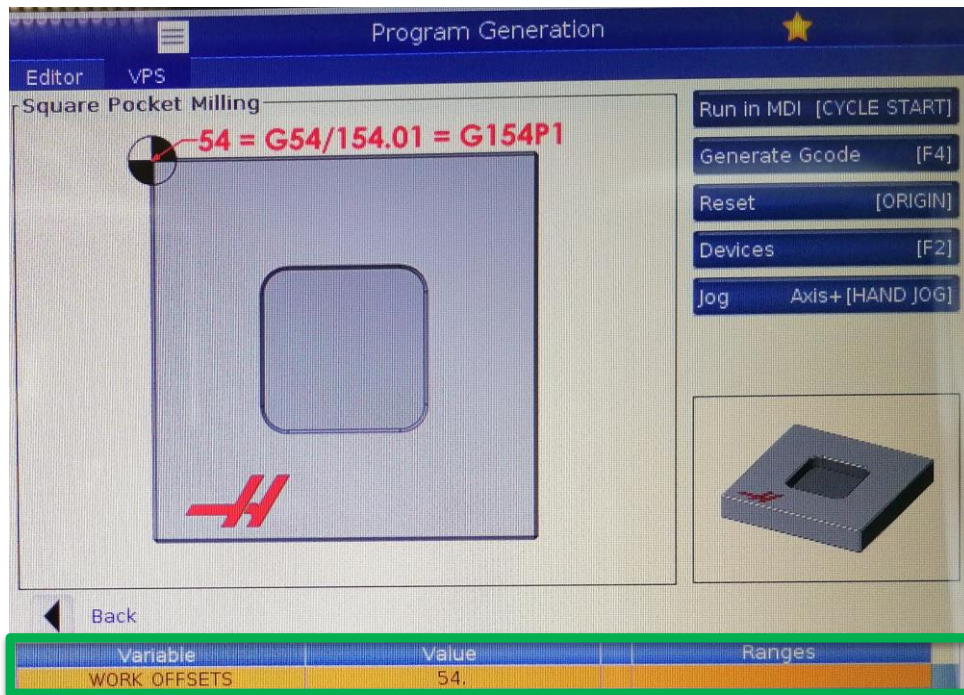 Program Generation
Editor VPS
Square Pocket Milling
54 = G54/154.01 = G154P1
Run in MDI [CYCLE START]
Generate Gcode [F4]
Reset [ORIGIN]
Devices [F2]
Jog Axis+[HAND JOG]
Back
Variable Value Ranges
WORK OFFSETS 54.